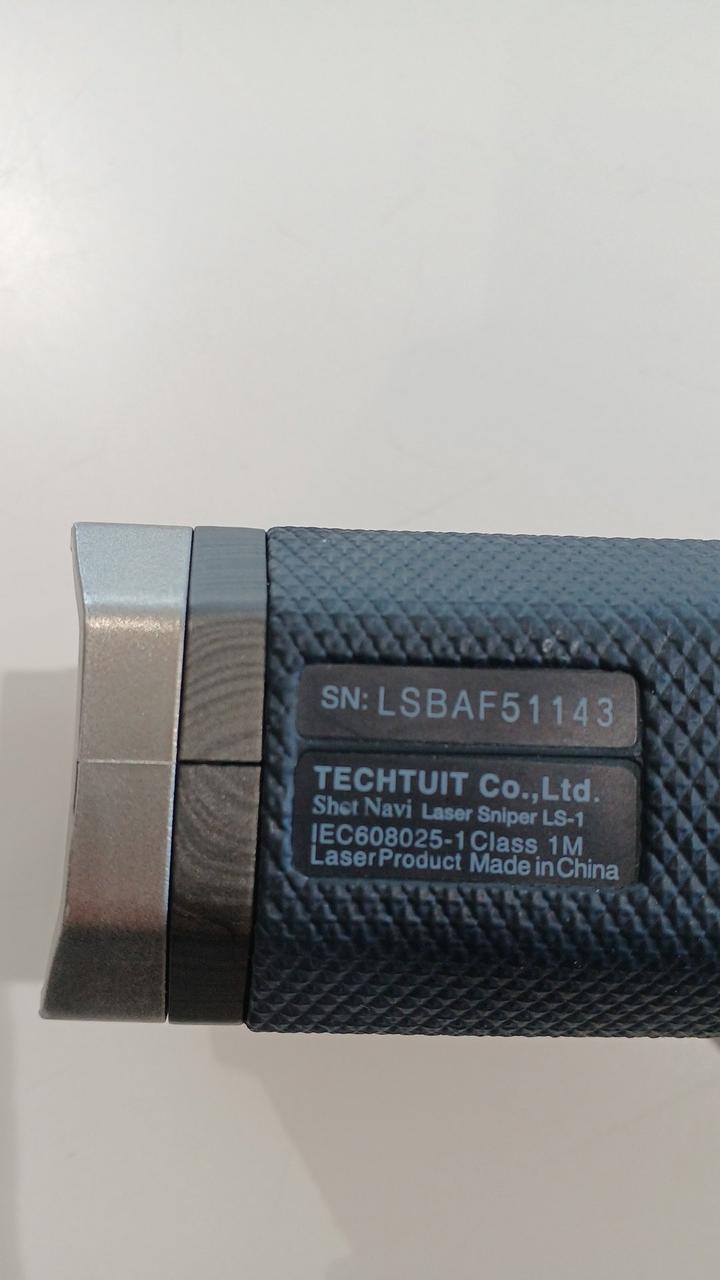 SN: LSBAF51143
TECHTUIT Co.,Ltd.
Shot Navi Laser Sniper LS-1
IEC608025-1 Class 1M
Laser Product Made in China